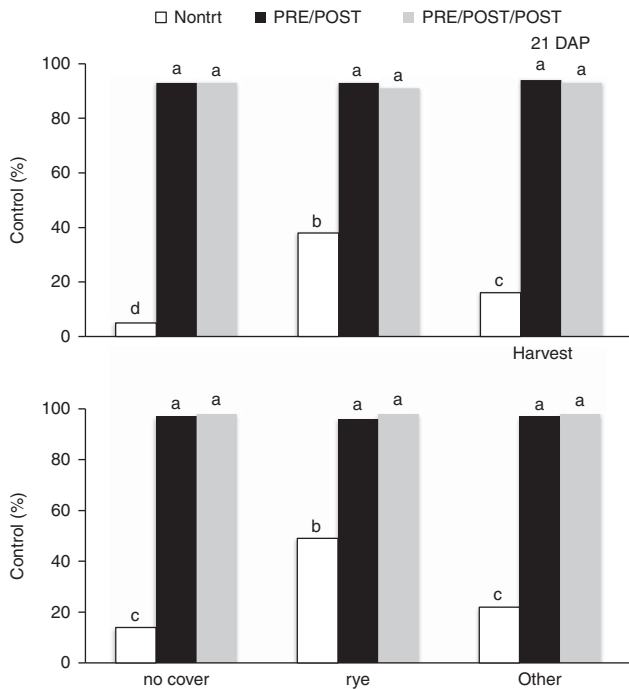 Nontrt PRE/POST PRE/POST/POST
21 DAP
a a a a a a
100
80
60
40
20
0
Control (%)
b
c
d
Harvest
a a a a a a
100
80
60
40
20
0
Control (%)
b
c
c
no cover rye Other